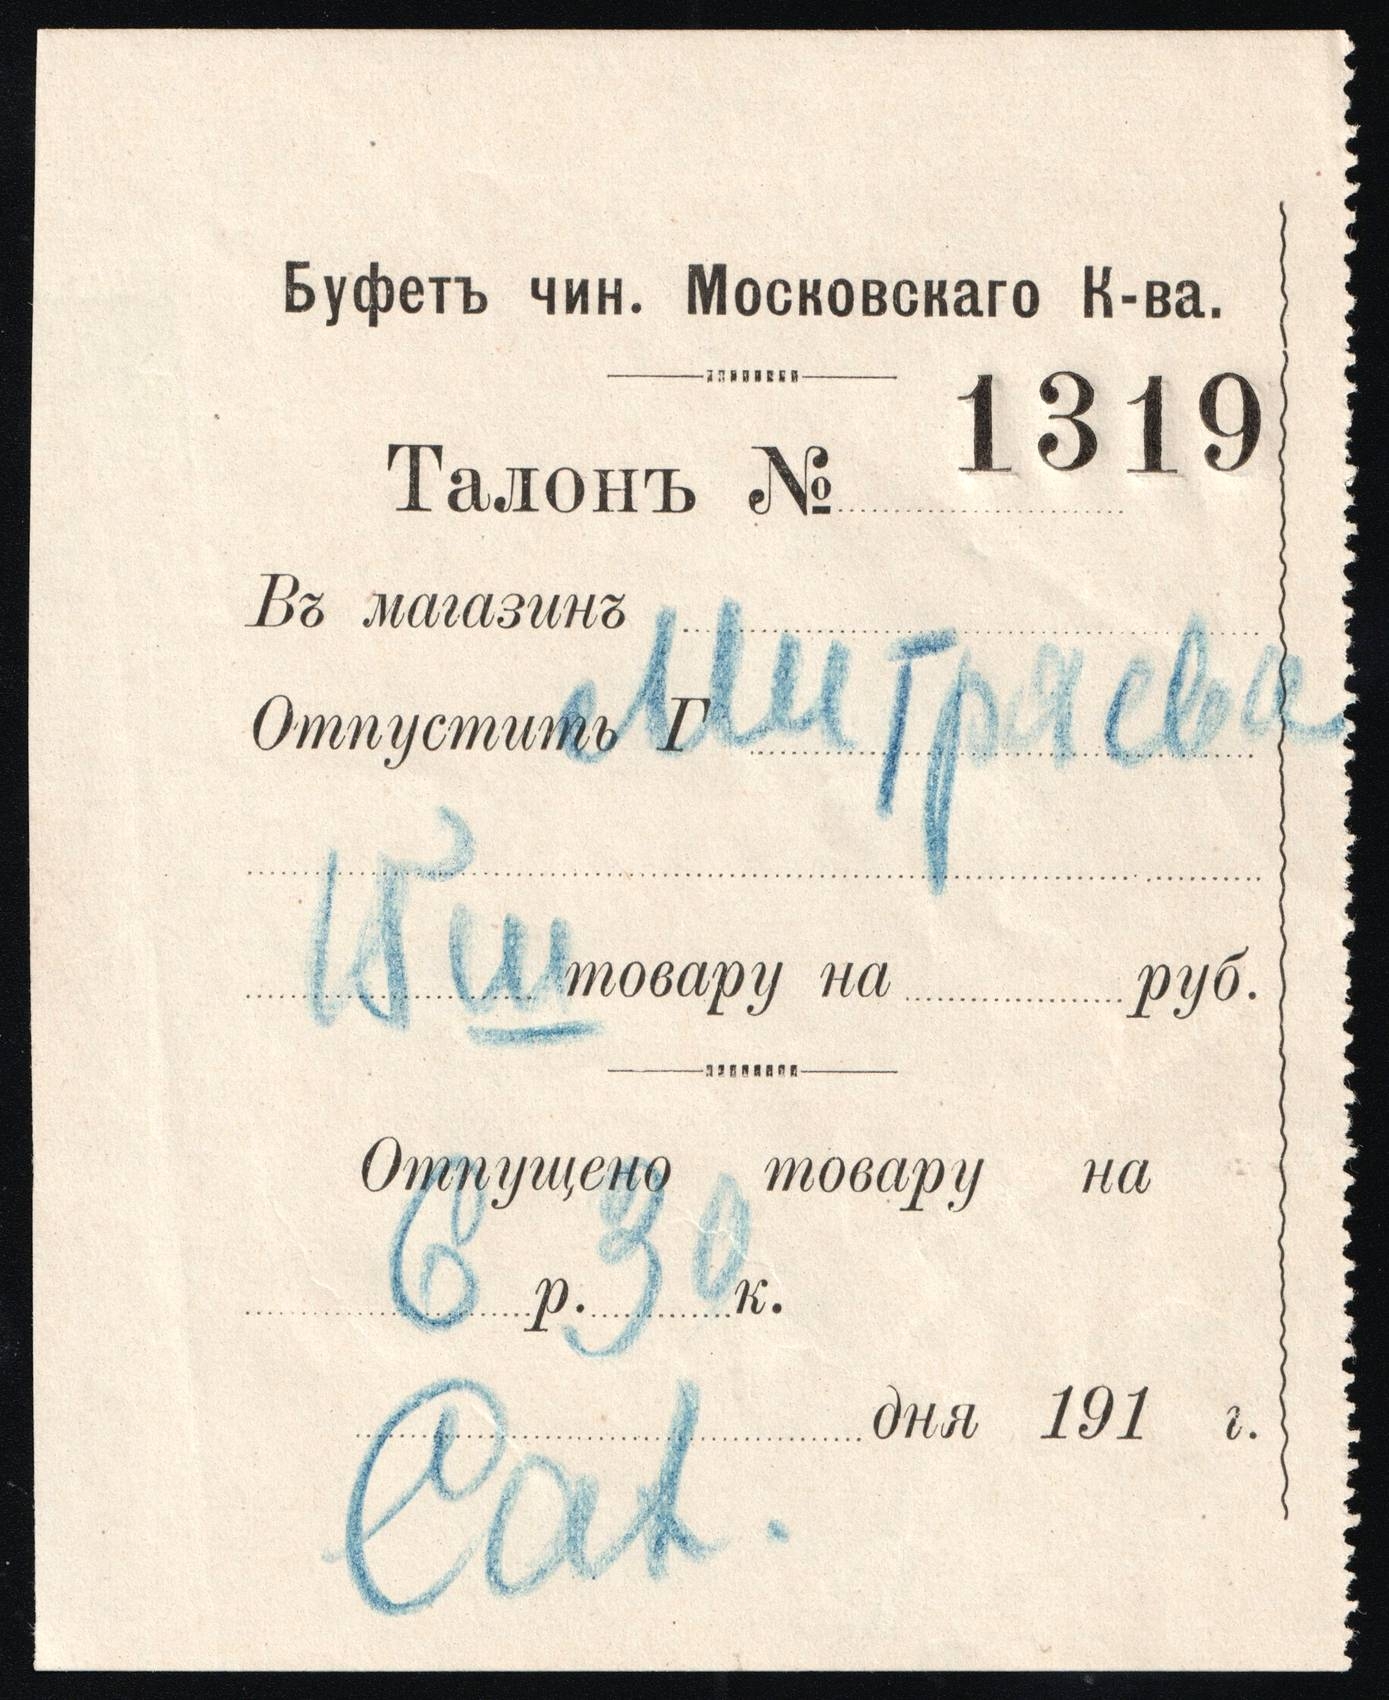 Буфетъ чин. Московскаго К-ва.
1319
Талонъ №
Въ магазинъ
Отпустить Г
Митряева
15 ш
товару на руб.
Отпущено товару на
6 р. 30 к.
дня 191 г.